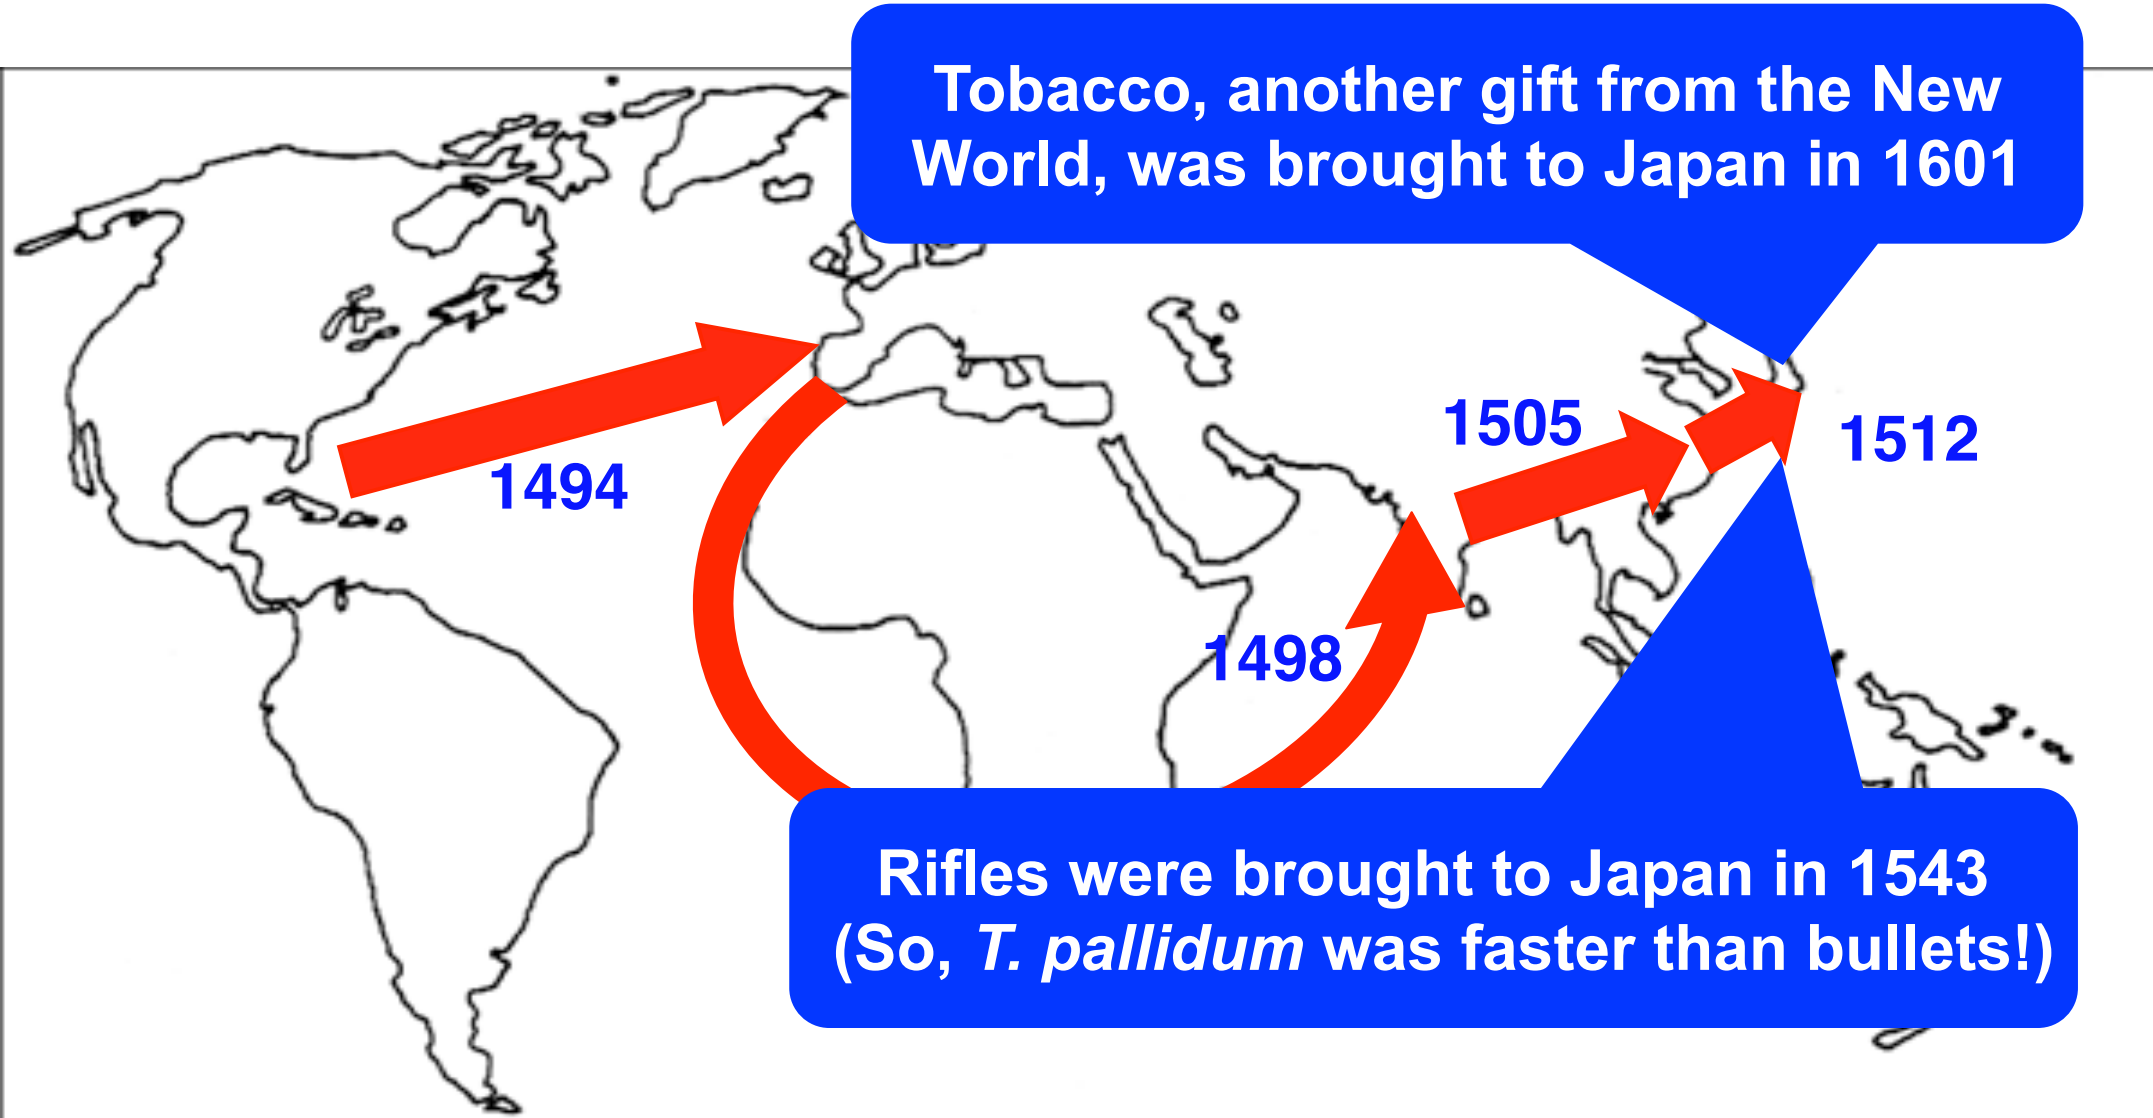 Tobacco, another gift from the New
World, was brought to Japan in 1601
1505
1512
1494
1498
Rifles were brought to Japan in 1543
(So, T. pallidum was faster than bullets!)